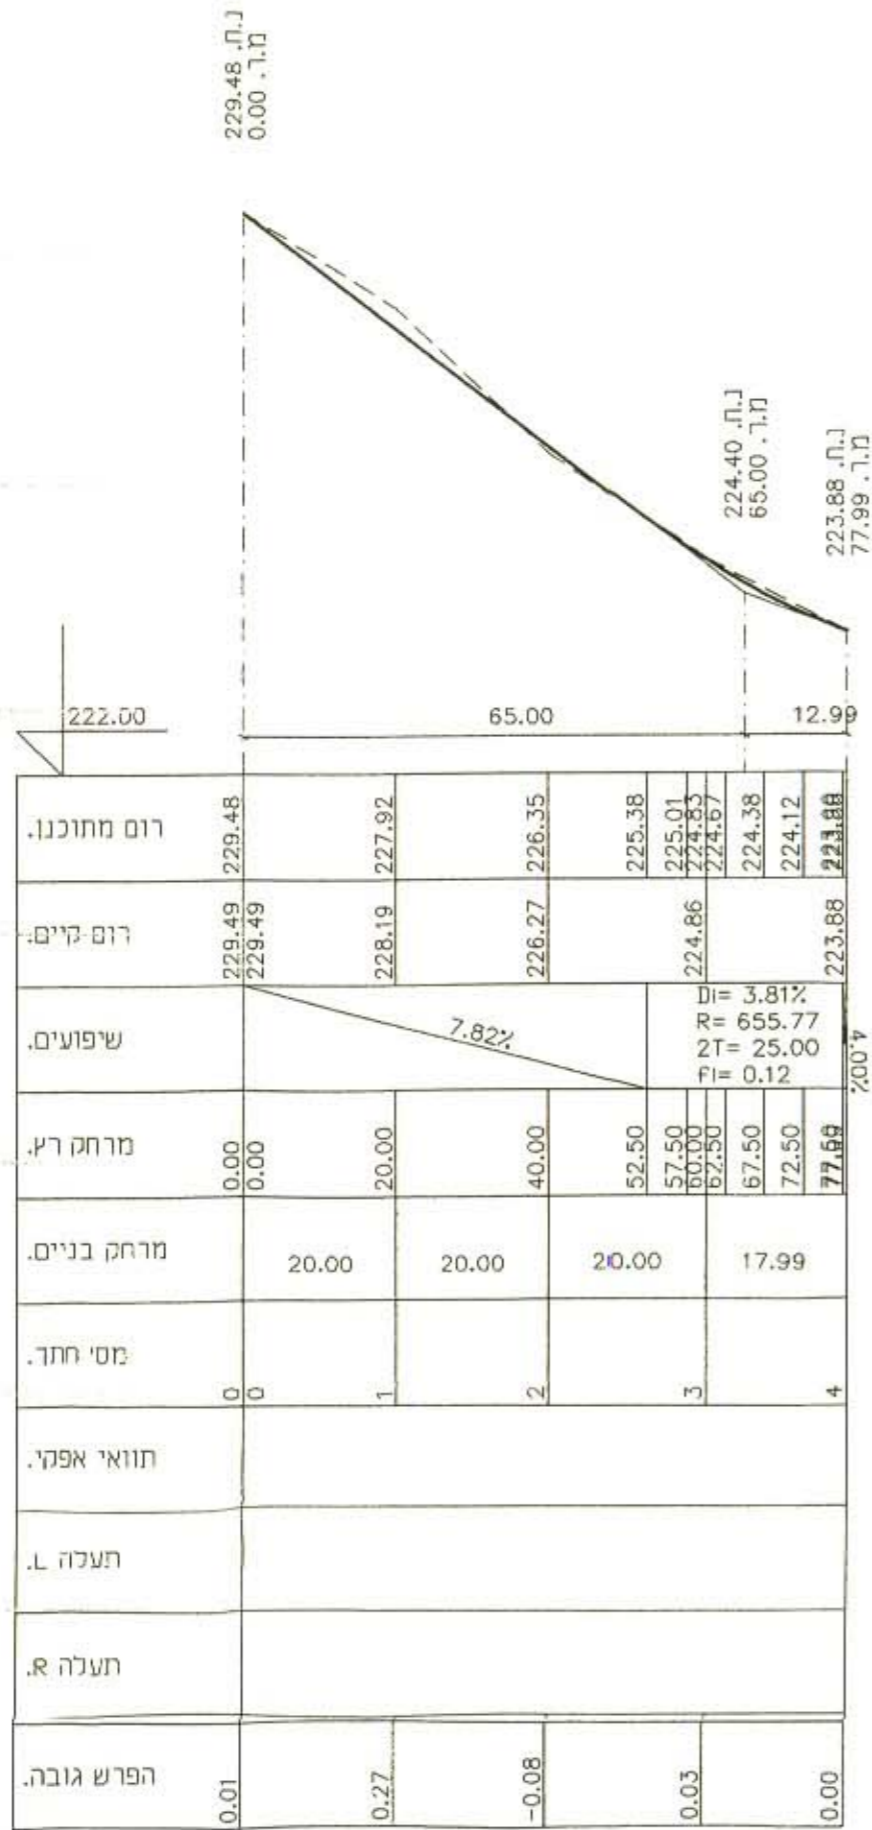 נ.ח. 229.48
מ.ר. 0.00
נ.ח. 224.40
מ.ר. 65.00
נ.ח. 223.88
מ.ר. 77.99
222.00
65.00 12.99
רום מתוכנן. 229.48 227.92 226.35 225.38 225.01 224.83 224.67 224.38 224.12
רום קיים. 229.49 229.49 228.19 226.27 224.86 223.88
שיפועים. 7.82% 4.00%
Di= 3.81%
R= 655.77
2T= 25.00
Fi= 0.12
מרחק רץ. 0.00 0.00 20.00 40.00 52.50 57.50 60.00 62.50 67.50 72.50
מרחק בניים. 20.00 20.00 20.00 17.99
מסי חתך. 0 0 1 2 3 4
תוואי אפקי.
תעלה L.
תעלה R.
הפרש גובה. 0.01 0.27 -0.08 0.03 0.00